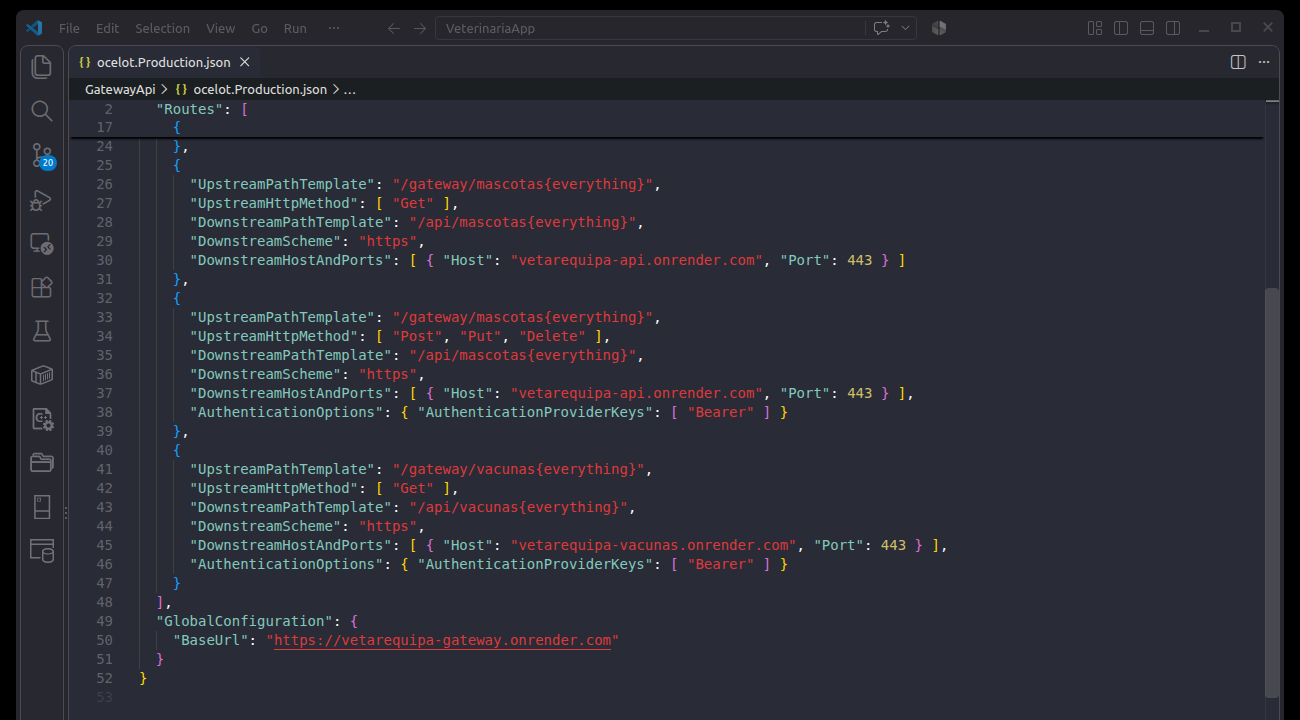 File Edit Selection View Go Run ··· VeterinariaApp
{} ocelot.Production.json
GatewayApi > {} ocelot.Production.json > ...
20
2 "Routes": [
17 {
24 },
25 {
26 "UpstreamPathTemplate": "/gateway/mascotas{everything}",
27 "UpstreamHttpMethod": [ "Get" ],
28 "DownstreamPathTemplate": "/api/mascotas{everything}",
29 "DownstreamScheme": "https",
30 "DownstreamHostAndPorts": [ { "Host": "vetarequipa-api.onrender.com", "Port": 443 } ]
31 },
32 {
33 "UpstreamPathTemplate": "/gateway/mascotas{everything}",
34 "UpstreamHttpMethod": [ "Post", "Put", "Delete" ],
35 "DownstreamPathTemplate": "/api/mascotas{everything}",
36 "DownstreamScheme": "https",
37 "DownstreamHostAndPorts": [ { "Host": "vetarequipa-api.onrender.com", "Port": 443 } ],
38 "AuthenticationOptions": { "AuthenticationProviderKeys": [ "Bearer" ] }
39 },
40 {
41 "UpstreamPathTemplate": "/gateway/vacunas{everything}",
42 "UpstreamHttpMethod": [ "Get" ],
43 "DownstreamPathTemplate": "/api/vacunas{everything}",
44 "DownstreamScheme": "https",
45 "DownstreamHostAndPorts": [ { "Host": "vetarequipa-vacunas.onrender.com", "Port": 443 } ],
46 "AuthenticationOptions": { "AuthenticationProviderKeys": [ "Bearer" ] }
47 }
48 ],
49 "GlobalConfiguration": {
50 "BaseUrl": "https://vetarequipa-gateway.onrender.com"
51 }
52 }
53